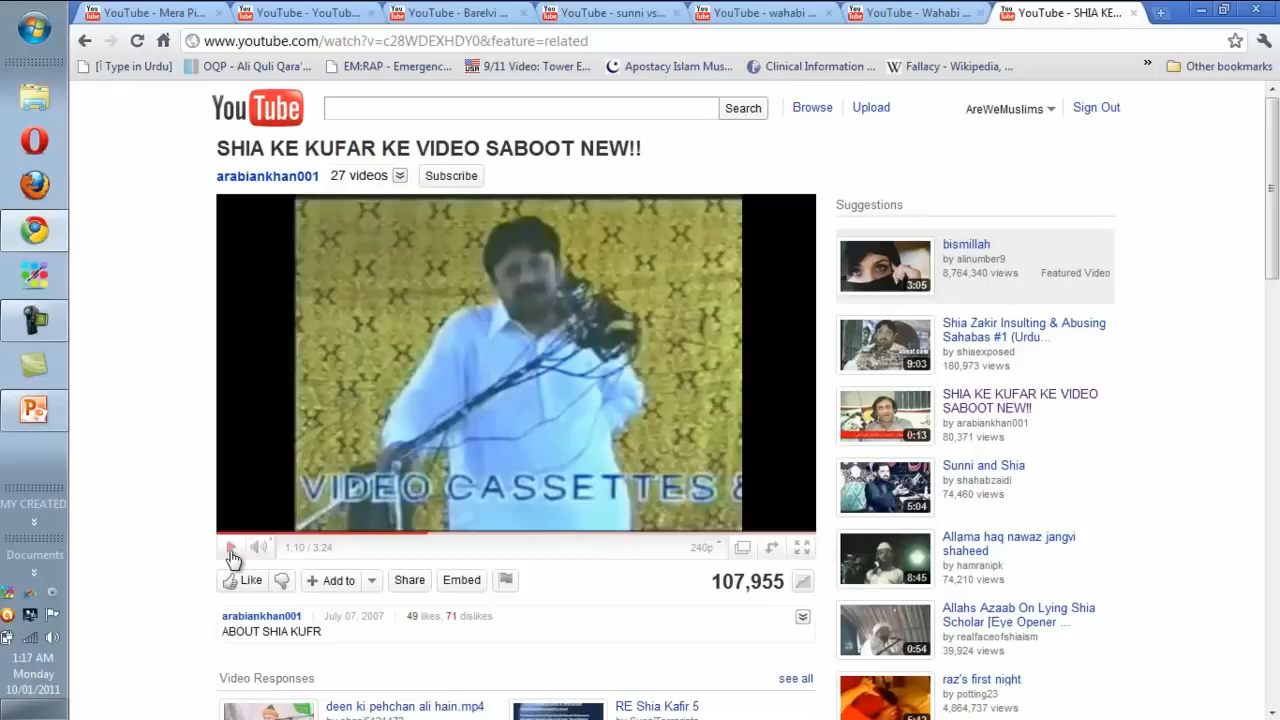 YouTube - Mera Pi...
YouTube - YouTub...
YouTube - Barelvi ...
YouTube - sunni vs...
YouTube - wahabi ...
YouTube - Wahabi ...
YouTube - SHIA KE...
www.youtube.com/watch?v=c28WDEXHDY0&feature=related
[ Type in Urdu]
OQP - Ali Quli Qara'...
EM:RAP - Emergenc...
9/11 Video: Tower E...
Apostacy Islam Mus...
Clinical Information ...
Fallacy - Wikipedia, ...
Other bookmarks
YouTube
Search
Browse
Upload
AreWeMuslims
Sign Out
SHIA KE KUFAR KE VIDEO SABOOT NEW!!
arabiankhan001 27 videos
Subscribe
VIDEO CASSETTES &
1:10 / 3:24
240p
Like
Add to
Share
Embed
107,955
arabiankhan001 July 07, 2007 49 likes, 71 dislikes
ABOUT SHIA KUFR
Video Responses
see all
deen ki pehchan ali hain.mp4
RE Shia Kafir 5
Suggestions
3:05
bismillah
by alinumber9
8,764,340 views
Featured Video
9:03
Shia Zakir Insulting & Abusing
Sahabas #1 (Urdu...
by shiaexposed
180,973 views
0:13
SHIA KE KUFAR KE VIDEO
SABOOT NEW!!
by arabiankhan001
80,371 views
5:04
Sunni and Shia
by shahabzaidi
74,460 views
8:45
Allama haq nawaz jangvi
shaheed
by hamranipk
74,210 views
0:54
Allahs Azaab On Lying Shia
Scholar [Eye Opener ...
by realfaceofshiaism
39,924 views
raz's first night
by potting23
4,954,737 views
MY CREATED
Documents
1:17 AM
Monday
10/01/2011